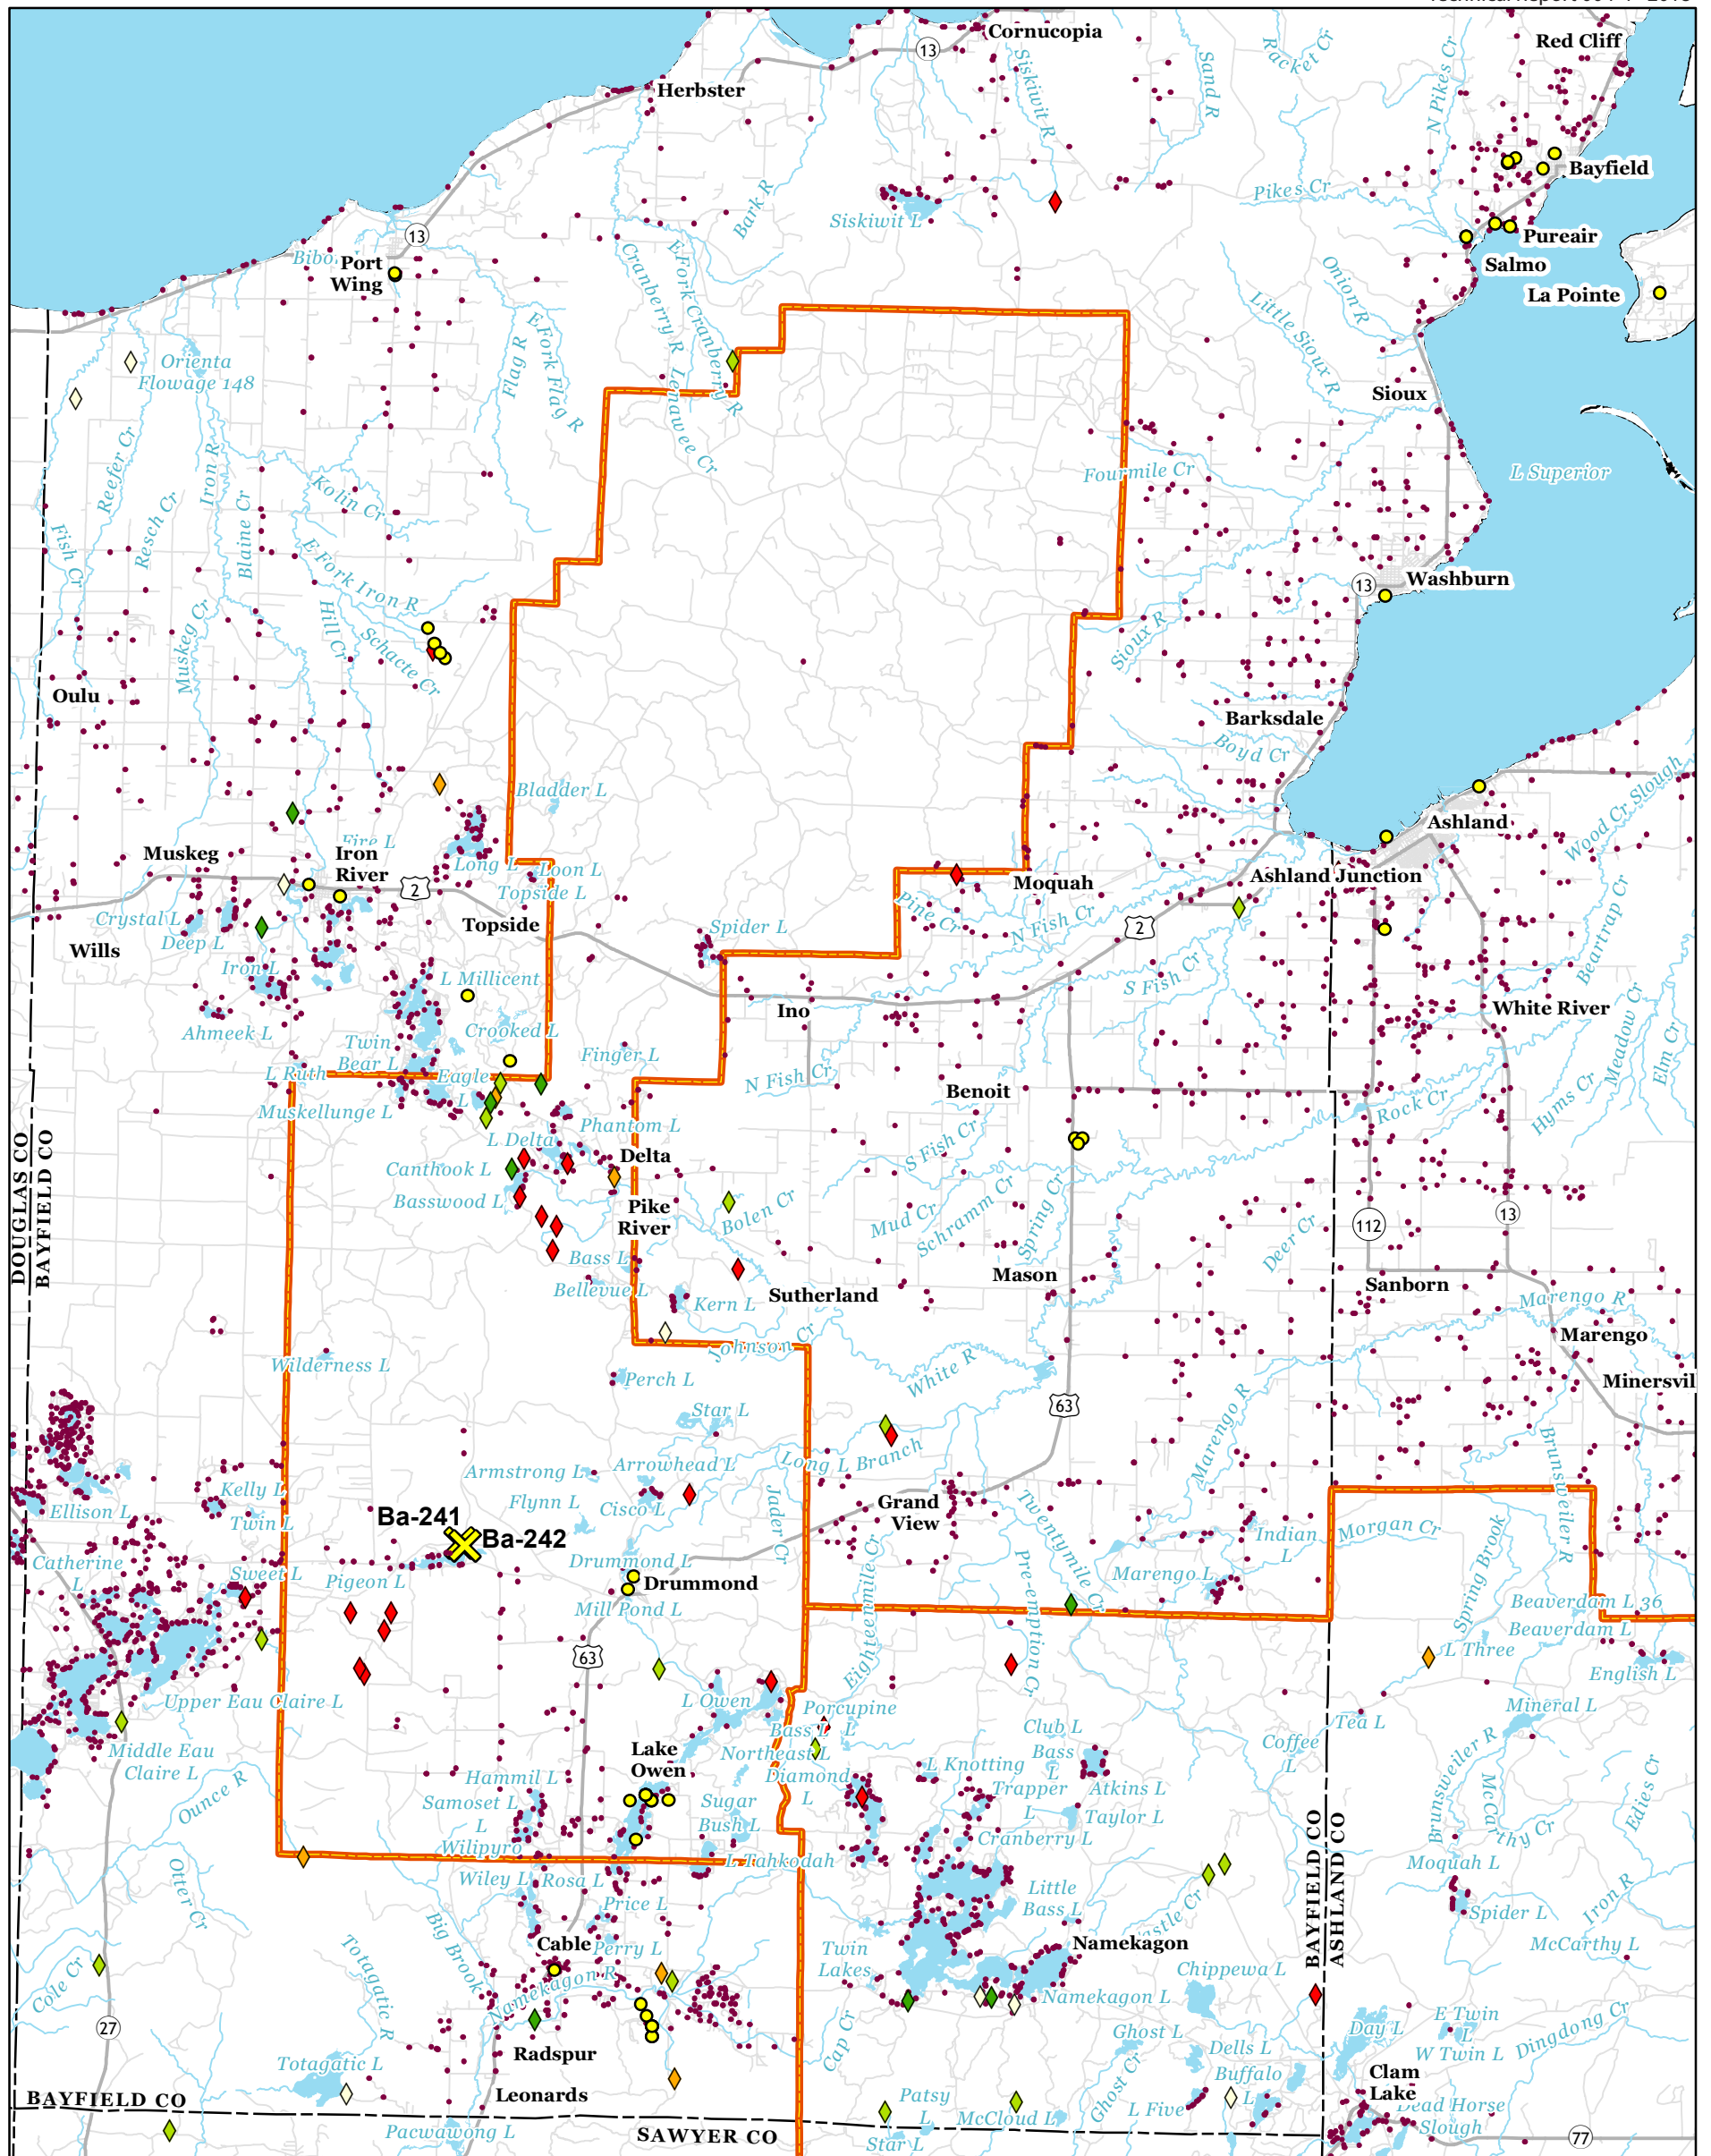 Cornucopia
Red Cliff
13
Siskiwit R
Sand R
Racket Cr
N Pikes Cr
Herbster
Bark R
Siskiwit L
Pikes Cr
Bayfield
13
Port
Wing
Cranberry R
E Fork Cranberry R
Onion R
Pureair
Salmo
La Pointe
Little Sioux R
Orienta
Flowage 148
Flag R
E Fork Flag R
Lenawee Cr
Sioux
Reefer Cr
Iron R
Fourmile Cr
L Superior
Fish Cr
Resch Cr
Blaine Cr
Kolin Cr
E Fork Iron R
13
Washburn
Muskeg Cr
Hill Cr
Schacte Cr
Sioux R
Oulu
Barksdale
Boyd Cr
Bladder L
Wood Cr Slough
Ashland
Muskeg
Fire L
Iron
River
Long L
Loon L
Topside L
2
Moquah
Ashland Junction
Crystal L
Deep L
Wills
Topside
Spider L
Pine Cr
N Fish Cr
2
Beartrap Cr
Iron L
L Millicent
S Fish Cr
Ahmeek L
Crooked L
Ino
White River
Twin
Bear L
Finger L
Meadow Cr
Elm Cr
L Ruth
Eagle
L
N Fish Cr
Benoit
Muskellunge L
Rock Cr
Hyms Cr
DOUGLAS CO
BAYFIELD CO
L Delta
Phantom L
S Fish Cr
Canthook L
Delta
Basswood L
Pike
River
Bolen Cr
Mud Cr
Schramm Cr
Spring Cr
Deer Cr
112
13
Bass L
Mason
Sanborn
Bellevue L
Kern L
Sutherland
Marengo R
Johnson Cr
Marengo
Wilderness L
Perch L
White R
Minersvil
63
Star L
Marengo R
Brunsweiler R
Armstrong L
Arrowhead L
Long L Branch
Kelly L
Flynn L
Cisco L
Jader Cr
Grand
View
Ellison L
Twin L
Ba-241
Ba-242
Twentymile Cr
Indian
L
Morgan Cr
Spring Brook
Catherine
L
Sweet L
Pigeon L
Drummond L
Drummond
Eighteenmile Cr
Pre-emption Cr
Marengo L
Mill Pond L
Beaverdam L 36
Beaverdam L
L Three
63
English L
Upper Eau Claire L
L Owen
Porcupine
L
Mineral L
Bass L
Club L
Tea L
Middle Eau
Claire L
Lake
Owen
Northeast L
Bass
L
Coffee
L
Hammil L
Diamond
L
L Knotting
Atkins L
Brunsweiler R
Ounce R
Samoset L
Sugar
Bush L
Trapper
L
Taylor L
McCarthy Cr
Edies Cr
L
Wilipyro
Cranberry L
BAYFIELD CO
ASHLAND CO
Otter Cr
L Tahkodah
Moquah L
Wiley L
Rosa L
Little
Bass L
Price L
Spider L
Iron R
Big Brook
Cable
Perry L
Twin
Lakes
Namekagon
McCarthy L
Totagatic R
Namekagon R
Chippewa L
Cole Cr
Namekagon L
27
Cap Cr
Ghost L
Day L
E Twin
L
W Twin L
Dingdong Cr
Radspur
Dells L
Totagatic L
Buffalo
L
Clam
Lake
Leonards
Ghost Cr
BAYFIELD CO
Patsy
L
McCloud L
L Five
Dead Horse
Slough
Pacwawong L
SAWYER CO
Star L
77